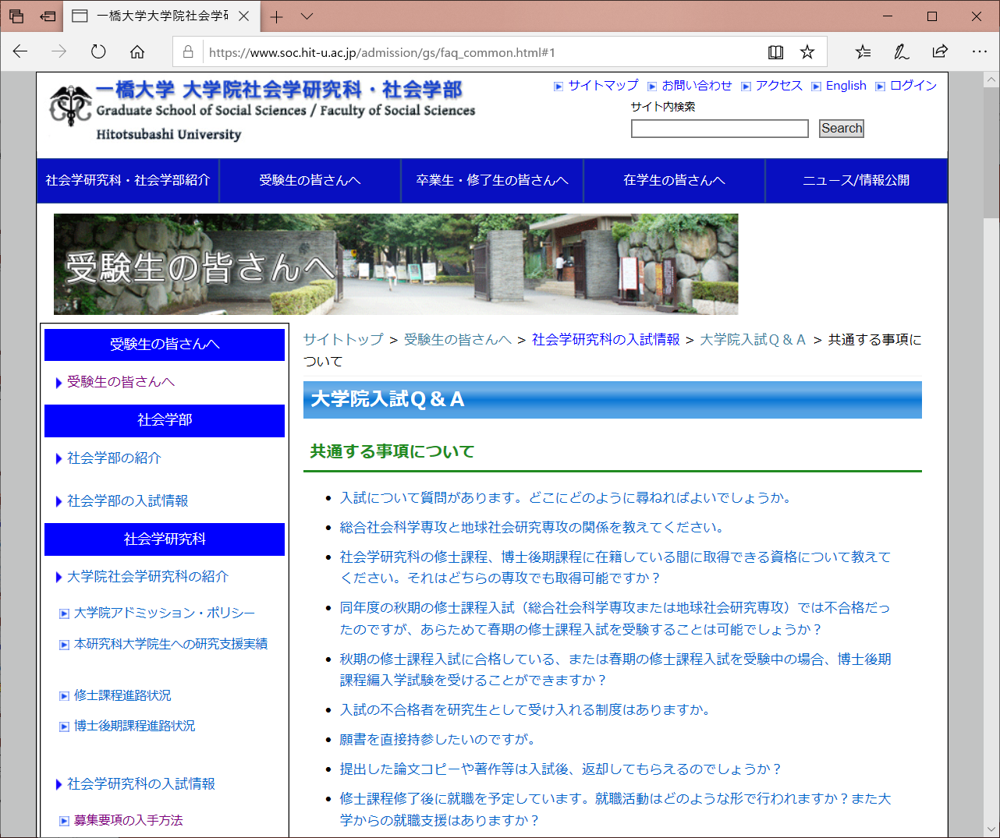 一橋大学大学院社会学研
https://www.soc.hit-u.ac.jp/admission/gs/faq_common.html#1
一橋大学 大学院社会学研究科・社会学部
Graduate School of Social Sciences / Faculty of Social Sciences
Hitotsubashi University
サイトマップ お問い合わせ アクセス English ログイン
サイト内検索
Search
社会学研究科・社会学部紹介 受験生の皆さんへ 卒業生・修了生の皆さんへ 在学生の皆さんへ ニュース/情報公開
受験生の皆さんへ
受験生の皆さんへ
受験生の皆さんへ
社会学部
社会学部の紹介
社会学部の入試情報
社会学研究科
大学院社会学研究科の紹介
大学院アドミッション・ポリシー
本研究科大学院生への研究支援実績
修士課程進路状況
博士後期課程進路状況
社会学研究科の入試情報
募集要項の入手方法
サイトトップ > 受験生の皆さんへ > 社会学研究科の入試情報 > 大学院入試Q＆A > 共通する事項に
ついて
大学院入試Q＆A
共通する事項について
入試について質問があります。どこにどのように尋ねればよいでしょうか。
総合社会科学専攻と地球社会研究専攻の関係を教えてください。
社会学研究科の修士課程、博士後期課程に在籍している間に取得できる資格について教えて
ください。それはどちらの専攻でも取得可能ですか？
同年度の秋期の修士課程入試（総合社会科学専攻または地球社会研究専攻）では不合格だっ
たのですが、あらためて春期の修士課程入試を受験することは可能でしょうか？
秋期の修士課程入試に合格している、または春期の修士課程入試を受験中の場合、博士後期
課程編入学試験を受けることができますか？
入試の不合格者を研究生として受け入れる制度はありますか。
願書を直接持参したいのですが。
提出した論文コピーや著作等は入試後、返却してもらえるのでしょうか？
修士課程修了後に就職を予定しています。就職活動はどのような形で行われますか？また大
学からの就職支援はありますか？